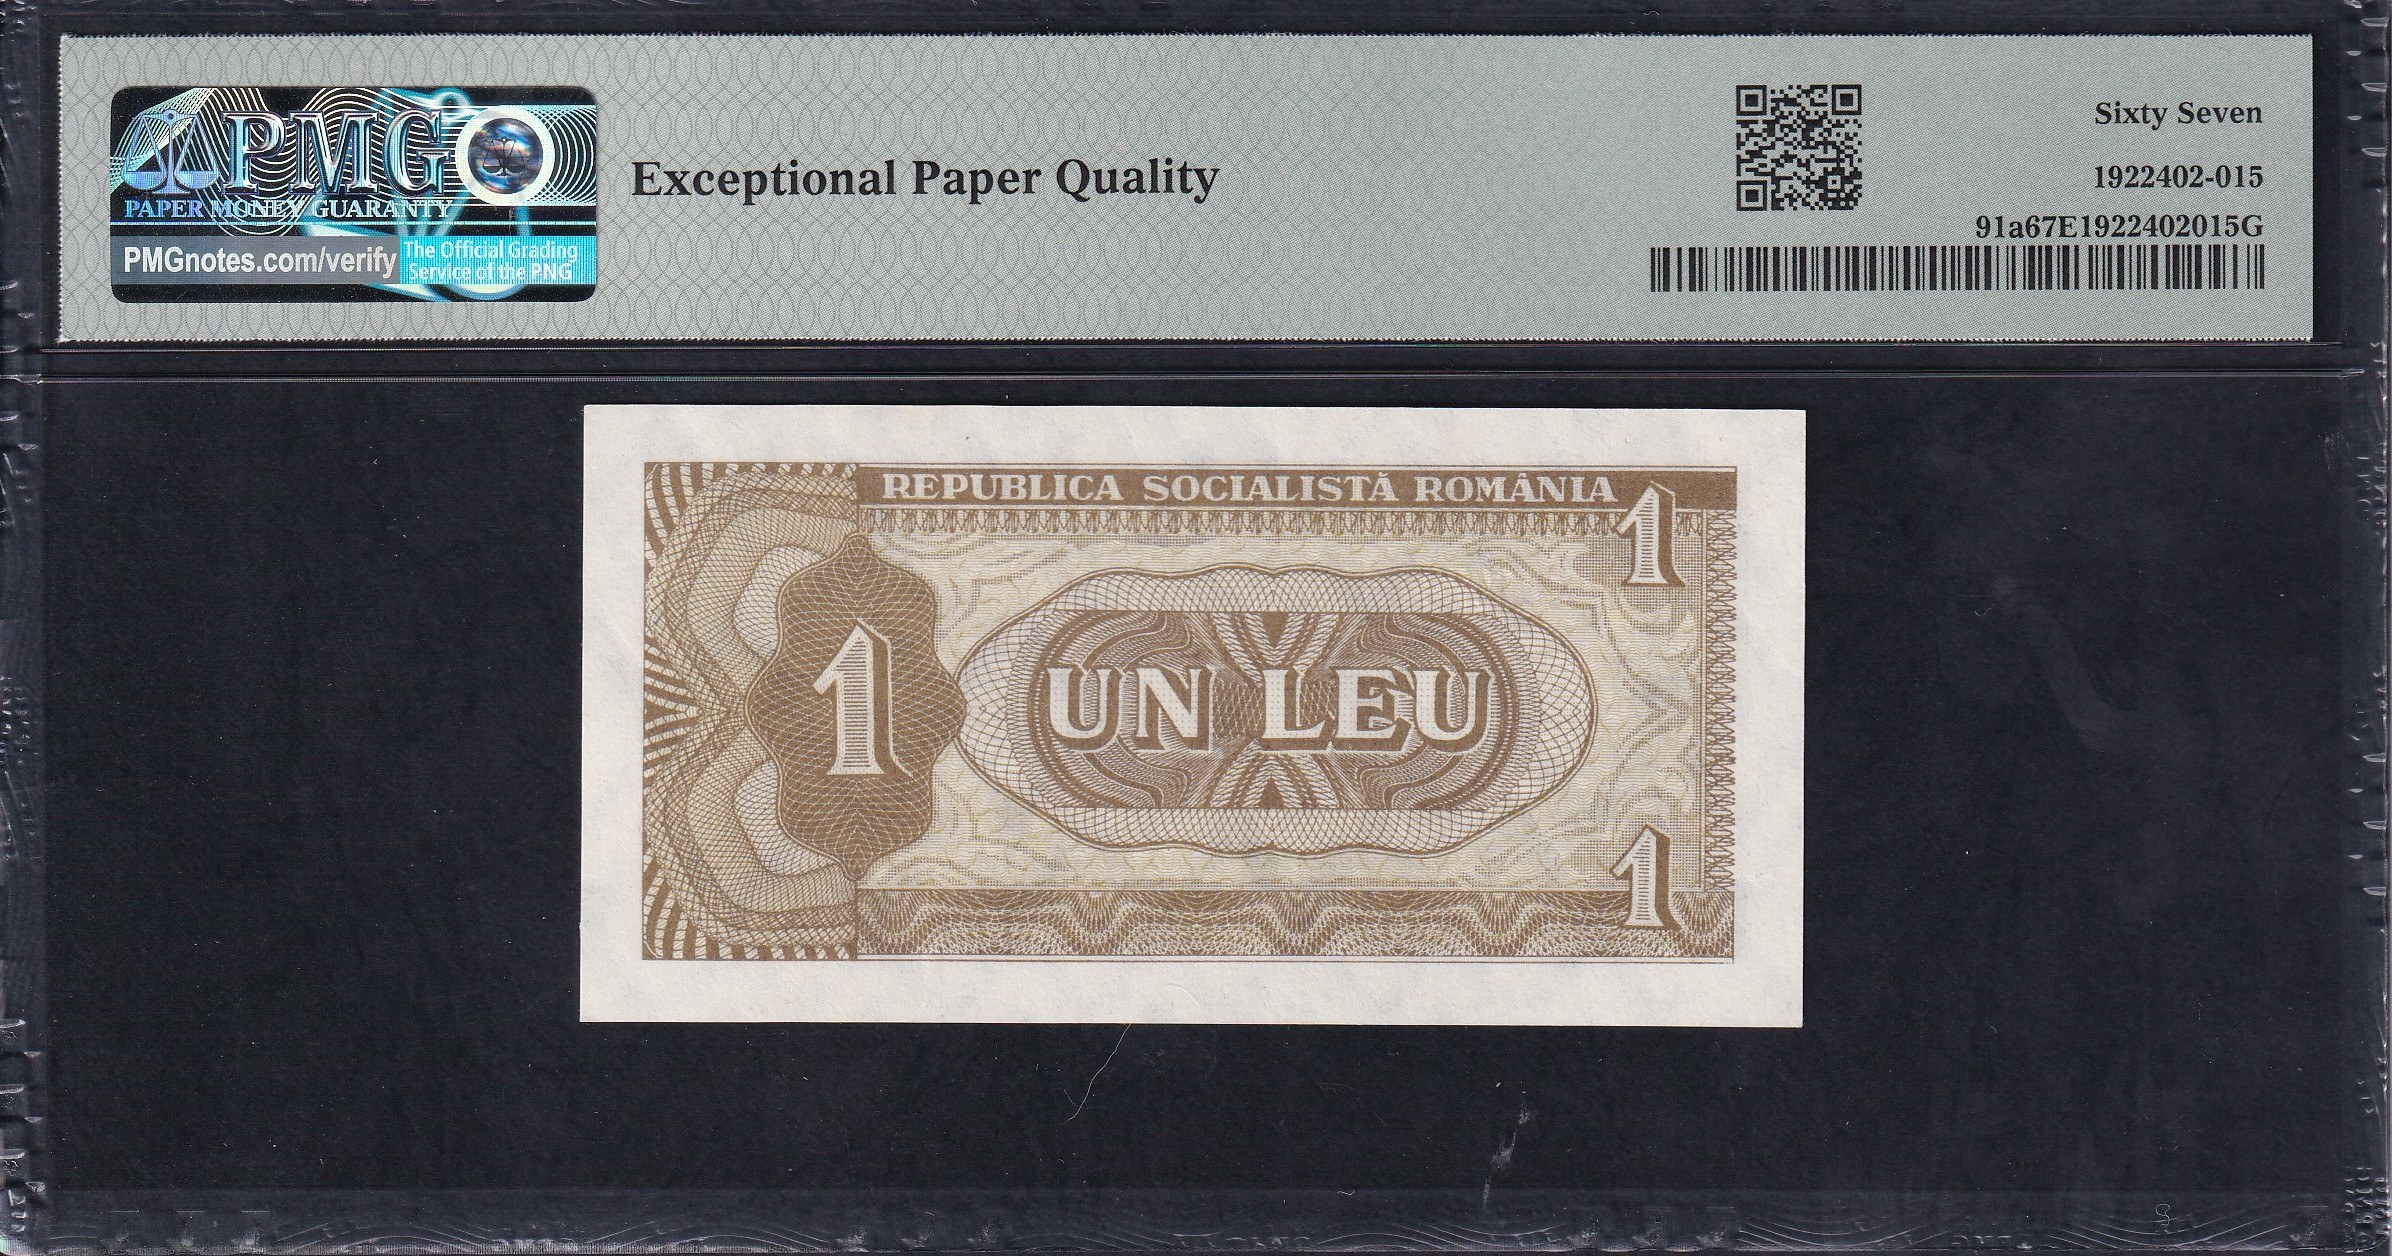 PMG
PAPER MONEY GUARANTY
PMGnotes.com/verify
The Official Grading
Service of the PNG
Exceptional Paper Quality
Sixty Seven
1922402-015
91a67E1922402015G
REPUBLICA SOCIALISTĂ ROMÂNIA
1
1
UN LEU
1